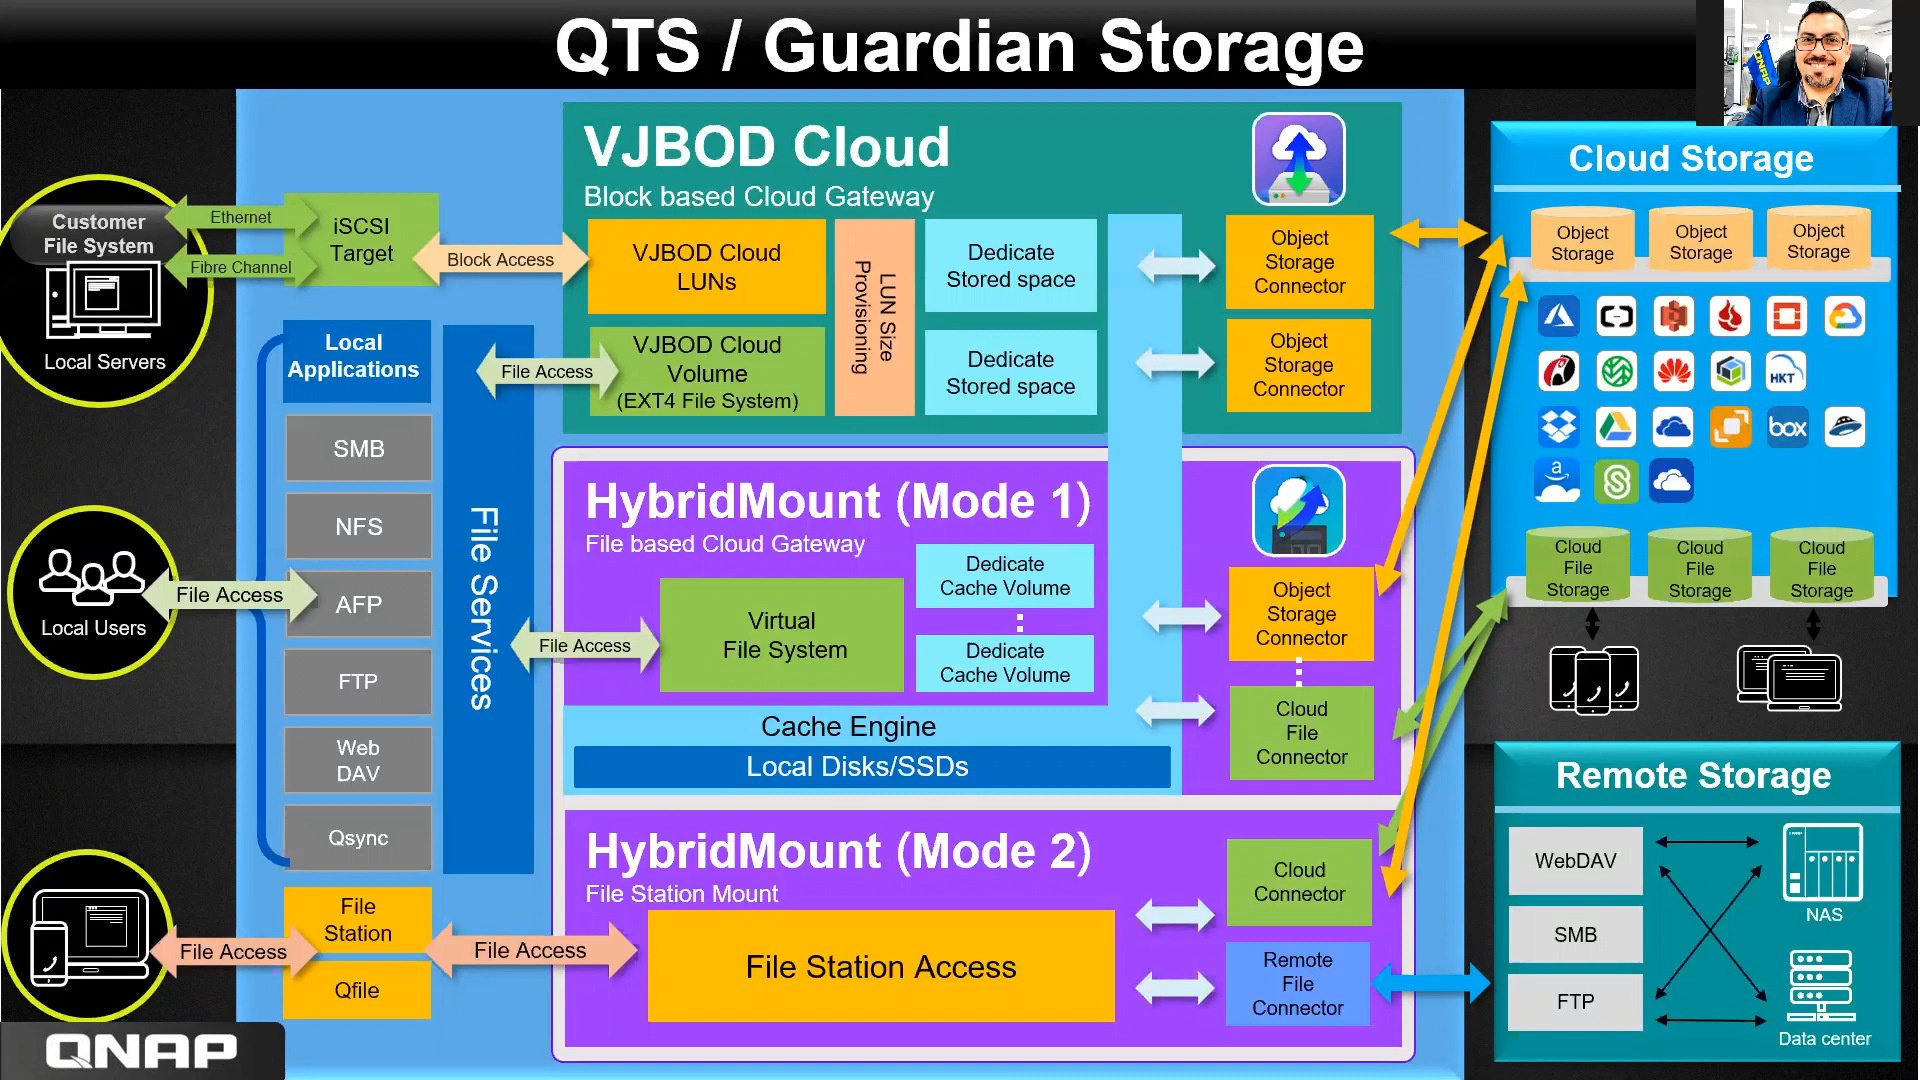 QTS / Guardian Storage
QNAP
Customer
File System
Local Servers
Ethernet
Fibre Channel
iSCSI
Target
Block Access
Local
Applications
SMB
NFS
AFP
FTP
Web
DAV
Qsync
File
Station
Qfile
File Services
Local Users
File Access
File Access
File Access
File Access
File Access
VJBOD Cloud
Block based Cloud Gateway
VJBOD Cloud
LUNs
VJBOD Cloud
Volume
(EXT4 File System)
LUN Size
Provisioning
Dedicate
Stored space
Dedicate
Stored space
Object
Storage
Connector
Object
Storage
Connector
HybridMount (Mode 1)
File based Cloud Gateway
Virtual
File System
Dedicate
Cache Volume
Dedicate
Cache Volume
Object
Storage
Connector
Cloud
File
Connector
Cache Engine
Local Disks/SSDs
HybridMount (Mode 2)
File Station Mount
File Station Access
Cloud
Connector
Remote
File
Connector
Cloud Storage
Object
Storage
Object
Storage
Object
Storage
HKT
box
a
Cloud
File
Storage
Cloud
File
Storage
Cloud
File
Storage
Remote Storage
WebDAV
SMB
FTP
NAS
Data center
QNAP